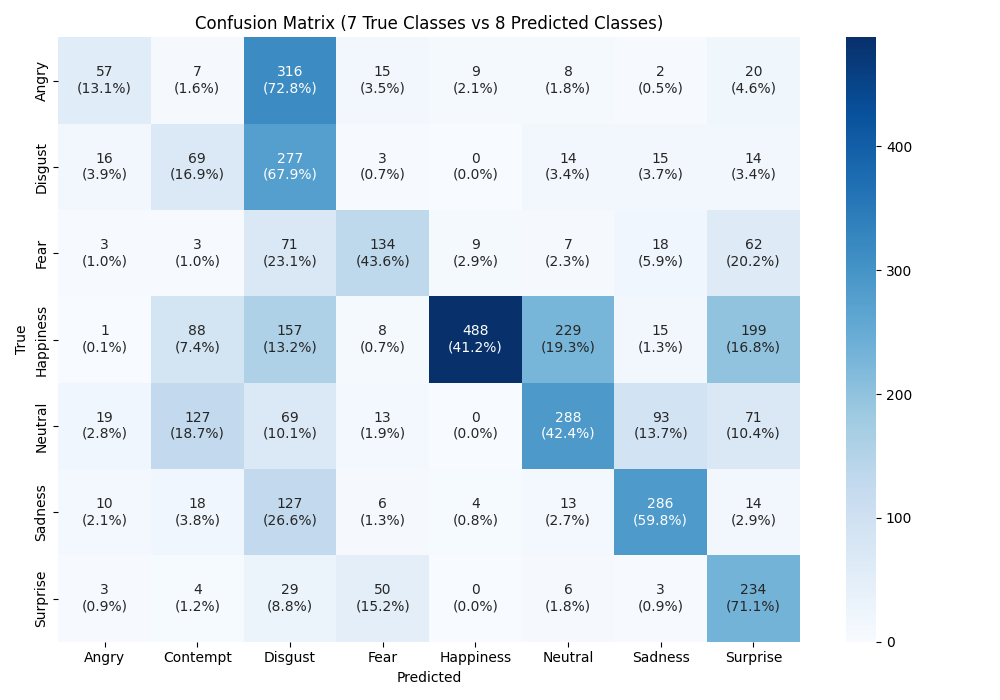 Confusion Matrix (7 True Classes vs 8 Predicted Classes)
True
Angry
57 7 316 15 9 8 2 20
(13.1%) (1.6%) (72.8%) (3.5%) (2.1%) (1.8%) (0.5%) (4.6%)
Disgust
16 69 277 3 0 14 15 14
(3.9%) (16.9%) (67.9%) (0.7%) (0.0%) (3.4%) (3.7%) (3.4%)
Fear
3 3 71 134 9 7 18 62
(1.0%) (1.0%) (23.1%) (43.6%) (2.9%) (2.3%) (5.9%) (20.2%)
Happiness
1 88 157 8 488 229 15 199
(0.1%) (7.4%) (13.2%) (0.7%) (41.2%) (19.3%) (1.3%) (16.8%)
Neutral
19 127 69 13 0 288 93 71
(2.8%) (18.7%) (10.1%) (1.9%) (0.0%) (42.4%) (13.7%) (10.4%)
Sadness
10 18 127 6 4 13 286 14
(2.1%) (3.8%) (26.6%) (1.3%) (0.8%) (2.7%) (59.8%) (2.9%)
Surprise
3 4 29 50 0 6 3 234
(0.9%) (1.2%) (8.8%) (15.2%) (0.0%) (1.8%) (0.9%) (71.1%)
Angry Contempt Disgust Fear Happiness Neutral Sadness Surprise
Predicted
400
300
200
100
0